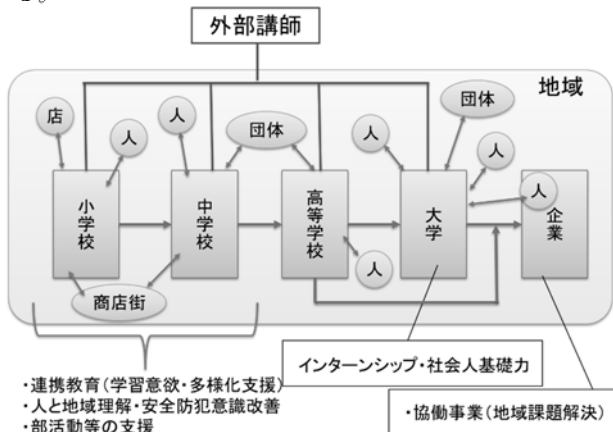 外部講師
地域
店
人
人
団体
人
団体
人
人
小学校
中学校
高等学校
大学
企業
人
商店街
インターンシップ・社会人基礎力
・連携教育(学習意欲・多様化支援)
・人と地域理解・安全防犯意識改善
・部活動等の支援
・協働事業(地域課題解決)